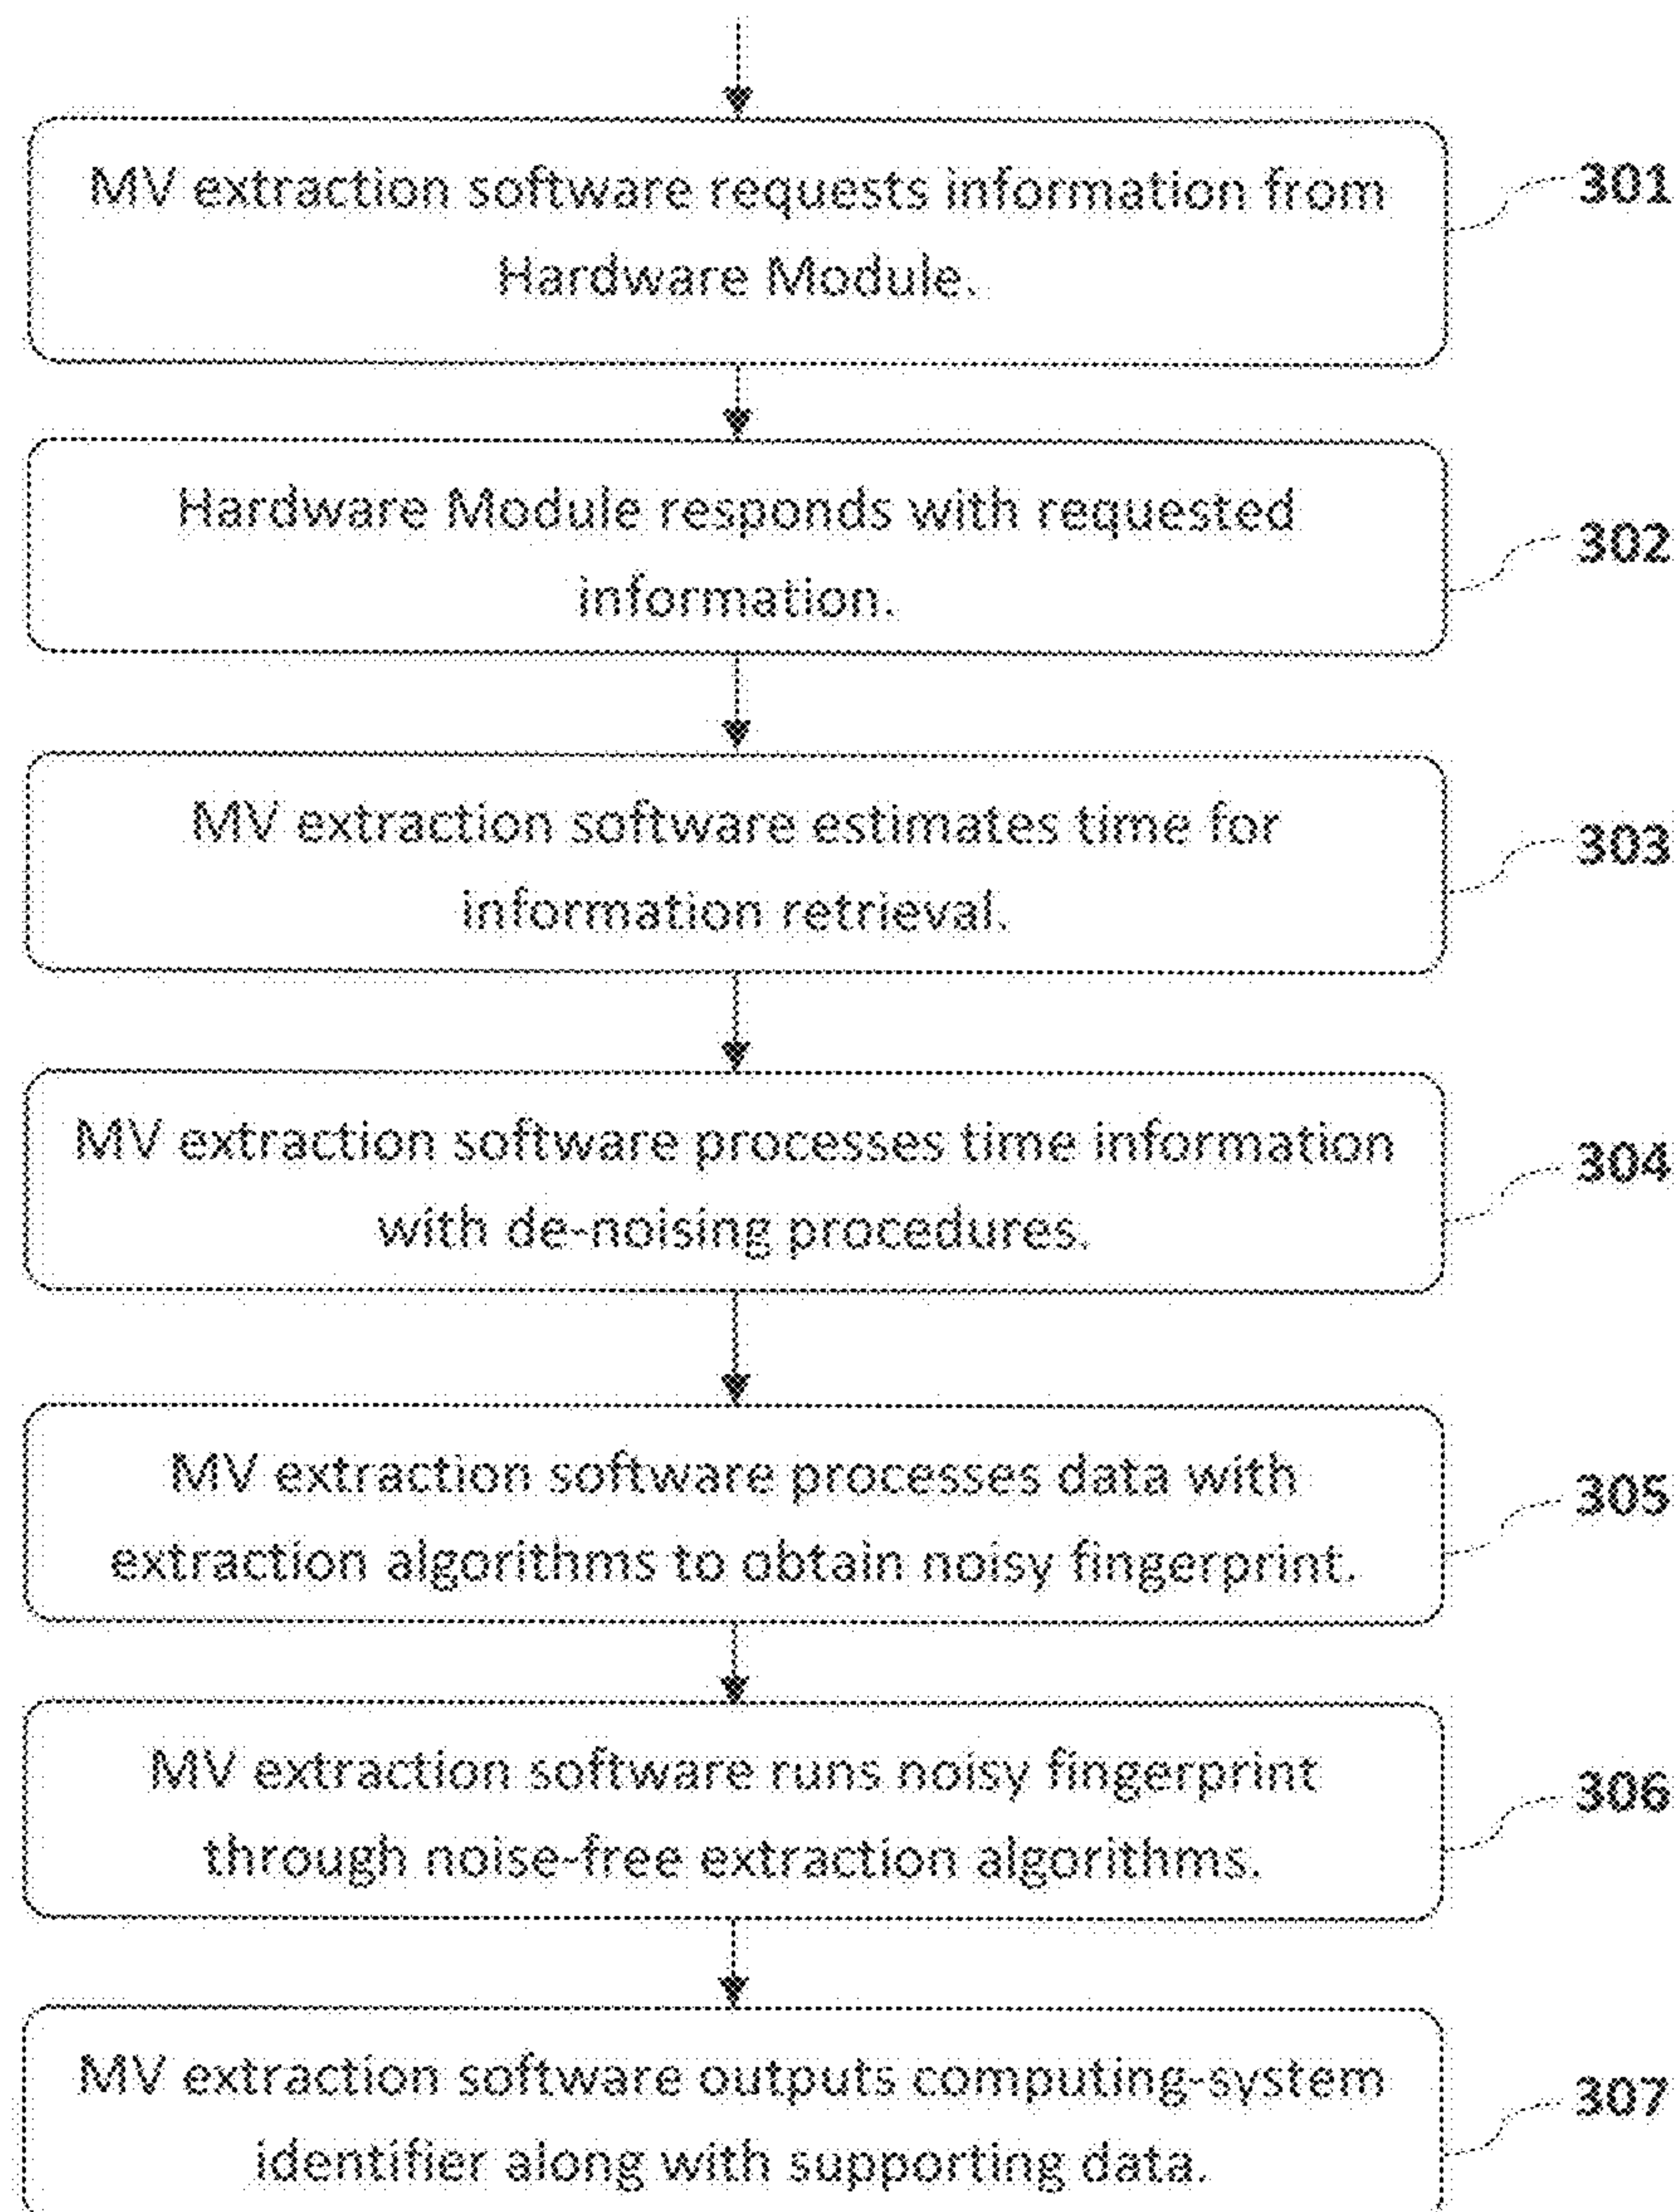 MV extraction software requests information from
Hardware Module.
301
Hardware Module responds with requested
information.
302
MV extraction software estimates time for
information retrieval.
303
MV extraction software processes time information
with de-noising procedures.
304
MV extraction software processes data with
extraction algorithms to obtain noisy fingerprint.
305
MV extraction software runs noisy fingerprint
through noise-free extraction algorithms.
306
MV extraction software outputs computing-system
identifier along with supporting data.
307